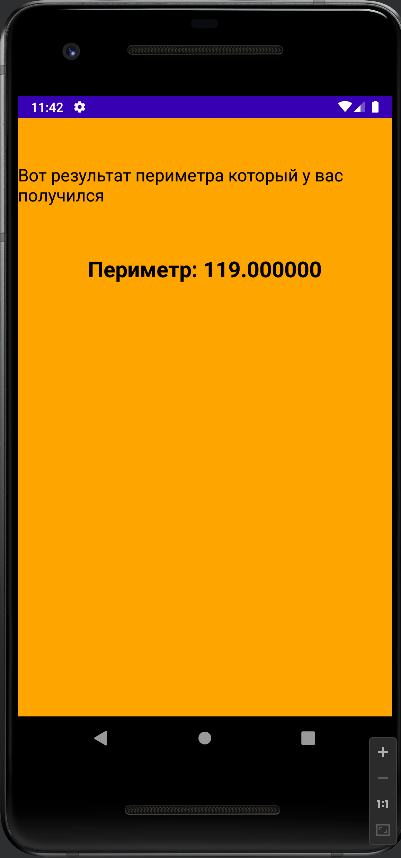 11:42
Вот результат периметра который у вас
получился
Периметр: 119.000000
1:1